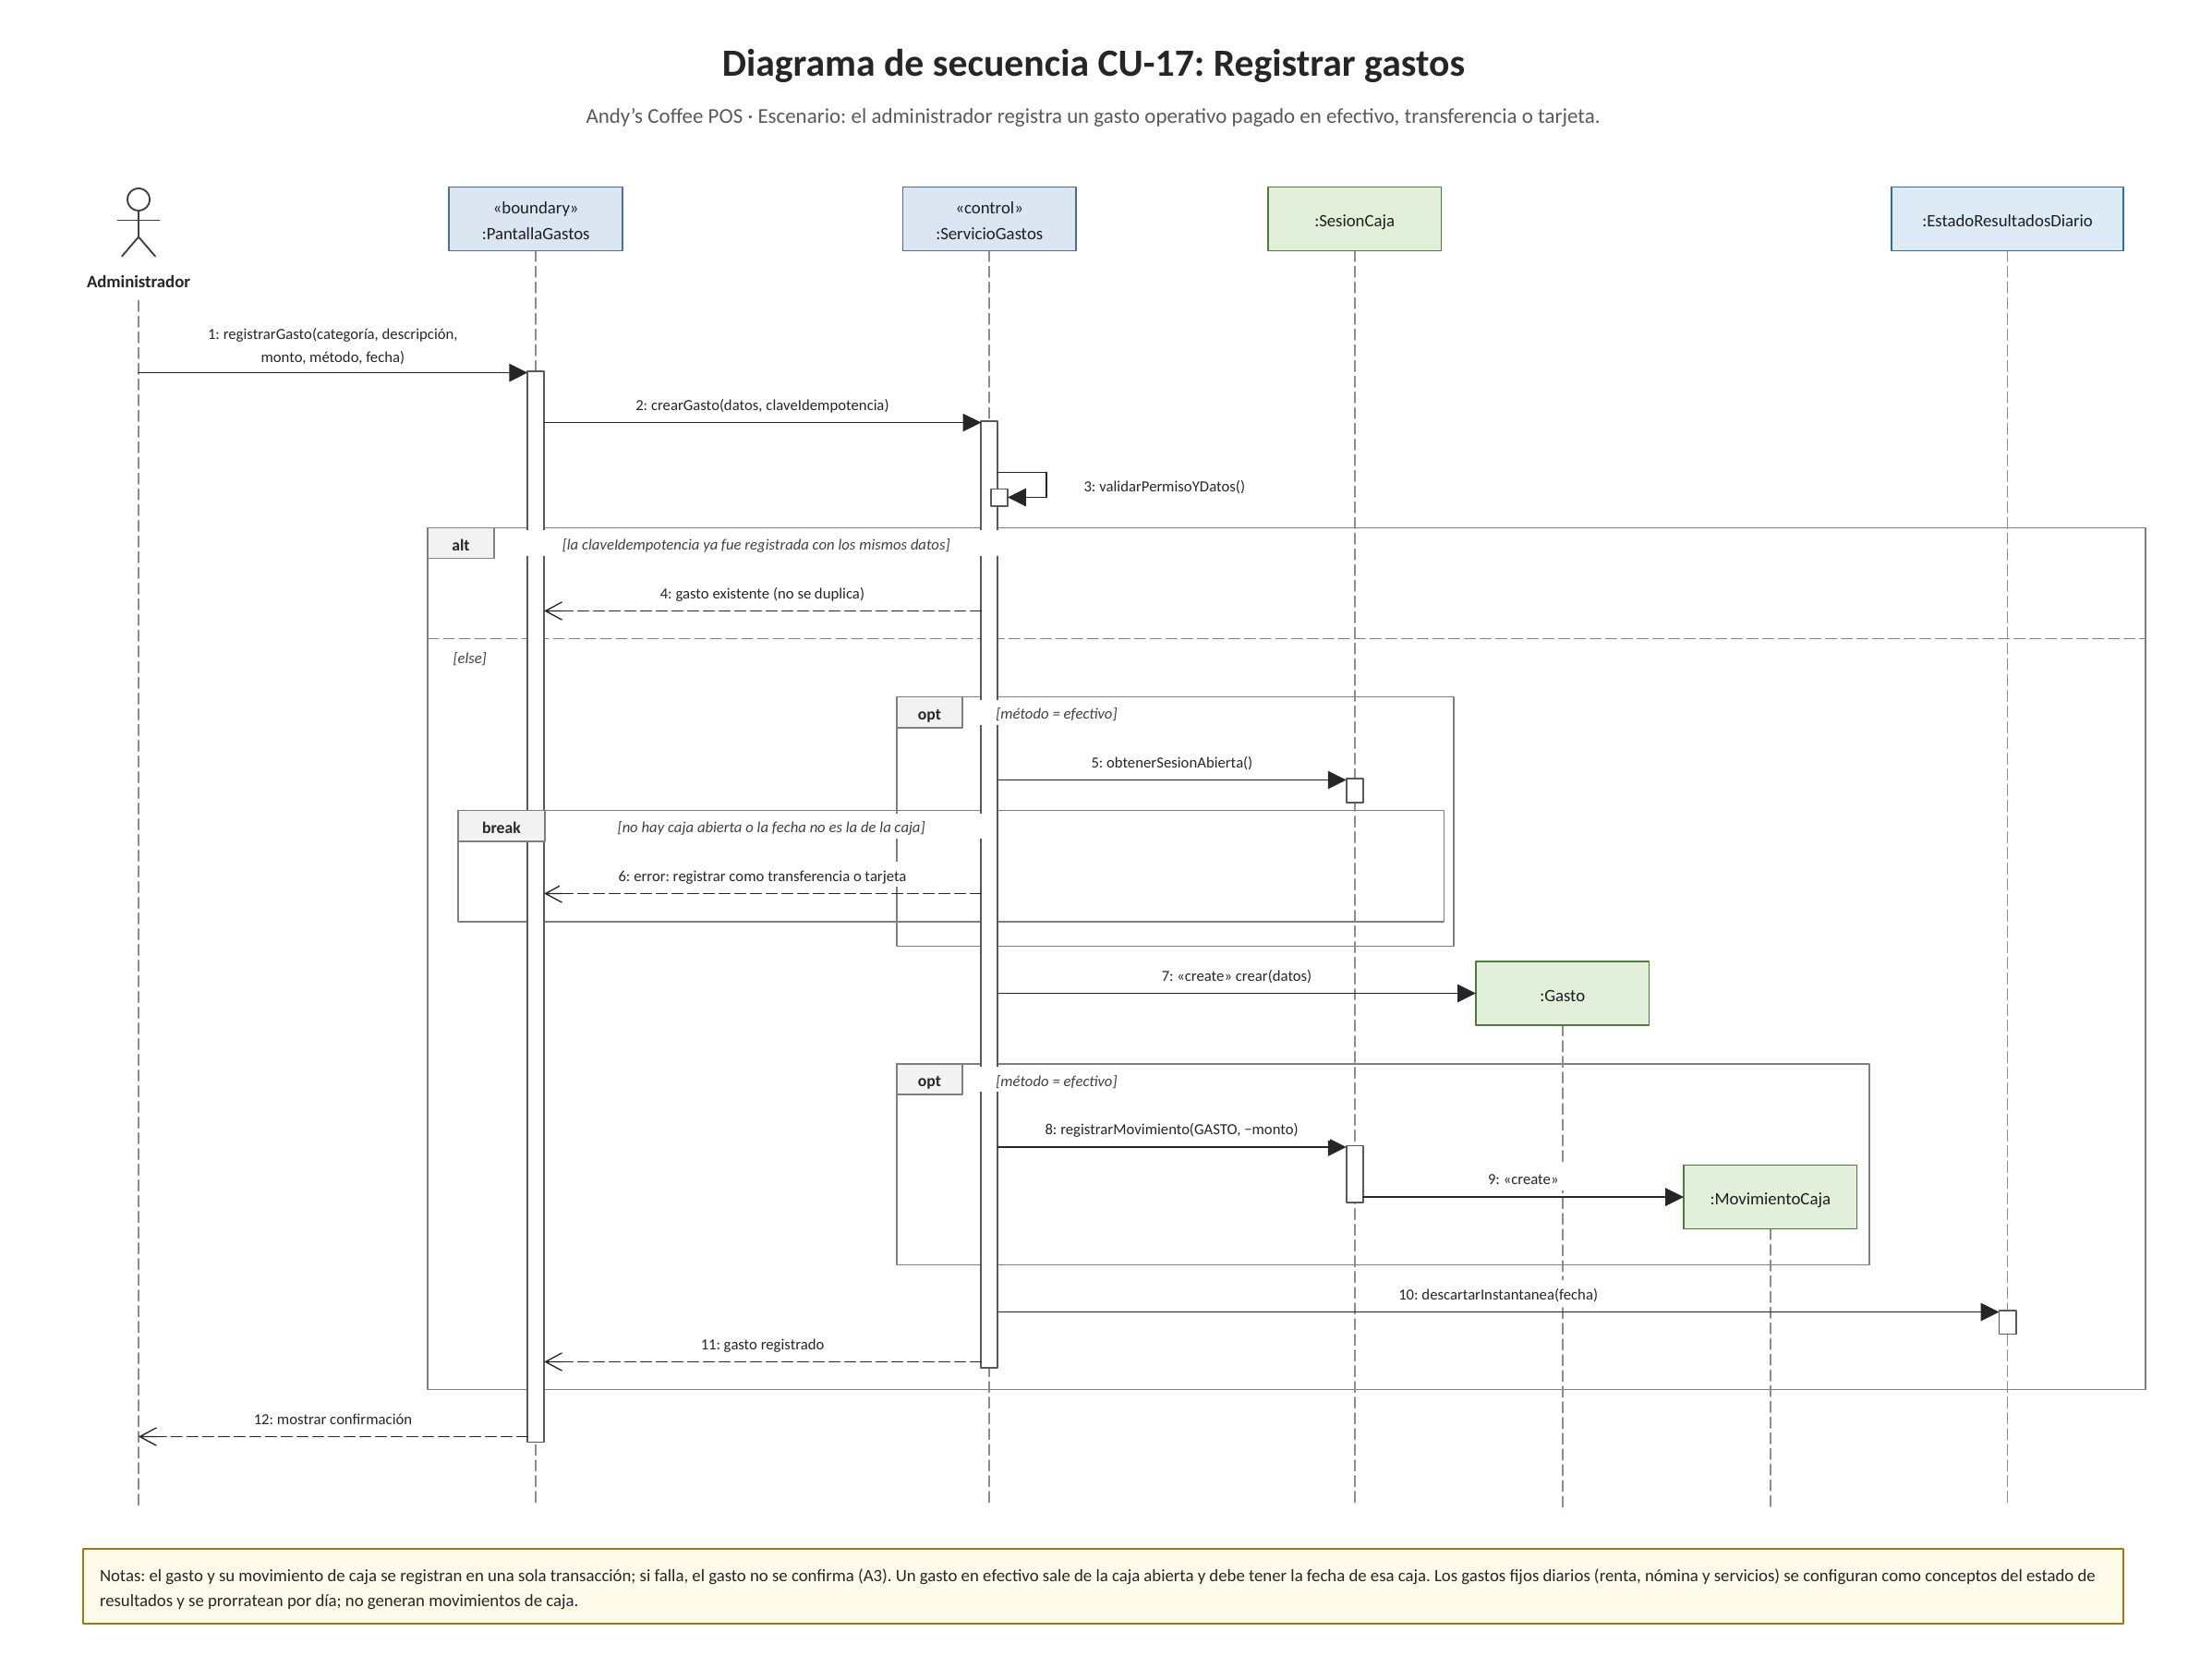 Diagrama de secuencia CU-17: Registrar gastos
Andy’s Coffee POS · Escenario: el administrador registra un gasto operativo pagado en efectivo, transferencia o tarjeta.
Administrador
«boundary»
:PantallaGastos
«control»
:ServicioGastos
:SesionCaja
:EstadoResultadosDiario
1: registrarGasto(categoría, descripción,
monto, método, fecha)
2: crearGasto(datos, claveIdempotencia)
3: validarPermisoYDatos()
alt
[la claveIdempotencia ya fue registrada con los mismos datos]
4: gasto existente (no se duplica)
[else]
opt
[método = efectivo]
5: obtenerSesionAbierta()
break
[no hay caja abierta o la fecha no es la de la caja]
6: error: registrar como transferencia o tarjeta
7: «create» crear(datos)
:Gasto
opt
[método = efectivo]
8: registrarMovimiento(GASTO, −monto)
9: «create»
:MovimientoCaja
10: descartarInstantanea(fecha)
11: gasto registrado
12: mostrar confirmación
Notas: el gasto y su movimiento de caja se registran en una sola transacción; si falla, el gasto no se confirma (A3). Un gasto en efectivo sale de la caja abierta y debe tener la fecha de esa caja. Los gastos fijos diarios (renta, nómina y servicios) se configuran como conceptos del estado de
resultados y se prorratean por día; no generan movimientos de caja.